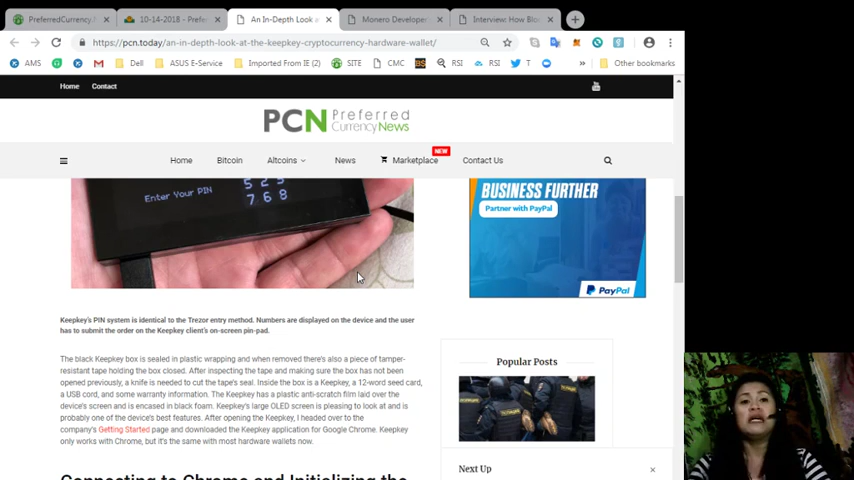 PreferredCurrency/
10-14-2018 - Prefer
An In-Depth Look a
Monero Developer
Interview: How Blo
https://pcn.today/an-in-depth-look-at-the-keepkey-cryptocurrency-hardware-wallet/
AMS
Dell
ASUS E-Service
Imported From IE (2)
SITE
CMC
BS
RSI
RSI
T
»
Other bookmarks
Home
Contact
You
Tube
PCN Preferred
Currency News
Home
Bitcoin
Altcoins
News
Marketplace
NEW
Contact Us
Enter Your PIN
5 2 3
7 6 8
BUSINESS FURTHER
Partner with PayPal
PayPal
Keepkey's PIN system is identical to the Trezor entry method. Numbers are displayed on the device and the user
has to submit the order on the Keepkey client's on-screen pin-pad.
The black Keepkey box is sealed in plastic wrapping and when removed there's also a piece of tamper-
resistant tape holding the box closed. After inspecting the tape and making sure the box has not been
opened previously, a knife is needed to cut the tape's seal. Inside the box is a Keepkey, a 12-word seed card,
a USB cord, and some warranty information. The Keepkey has a plastic anti-scratch film laid over the
device's screen and is encased in black foam. Keepkey's large OLED screen is pleasing to look at and is
probably one of the device's best features. After opening the Keepkey, I headed over to the
company's Getting Started page and downloaded the Keepkey application for Google Chrome. Keepkey
only works with Chrome, but it's the same with most hardware wallets now.
Popular Posts
Next Up
Connecting to Chrome and Initializing the